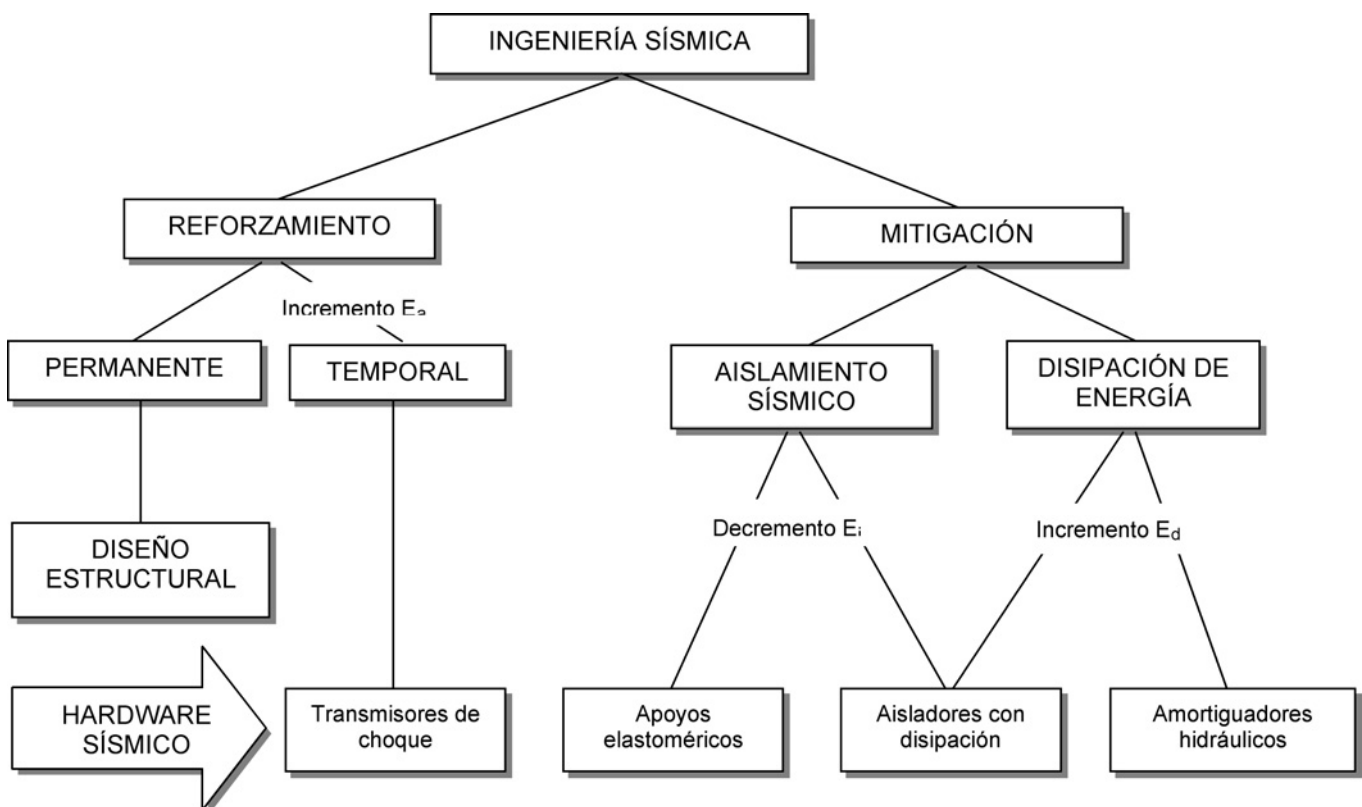 INGENIERÍA SÍSMICA
REFORZAMIENTO
MITIGACIÓN
Incremento Eₐ
PERMANENTE
TEMPORAL
AISLAMIENTO
SÍSMICO
DISIPACIÓN DE
ENERGÍA
Decremento Eᵢ
Incremento E_d
DISEÑO
ESTRUCTURAL
HARDWARE
SÍSMICO
Transmisores de
choque
Apoyos
elastoméricos
Aisladores con
disipación
Amortiguadores
hidráulicos